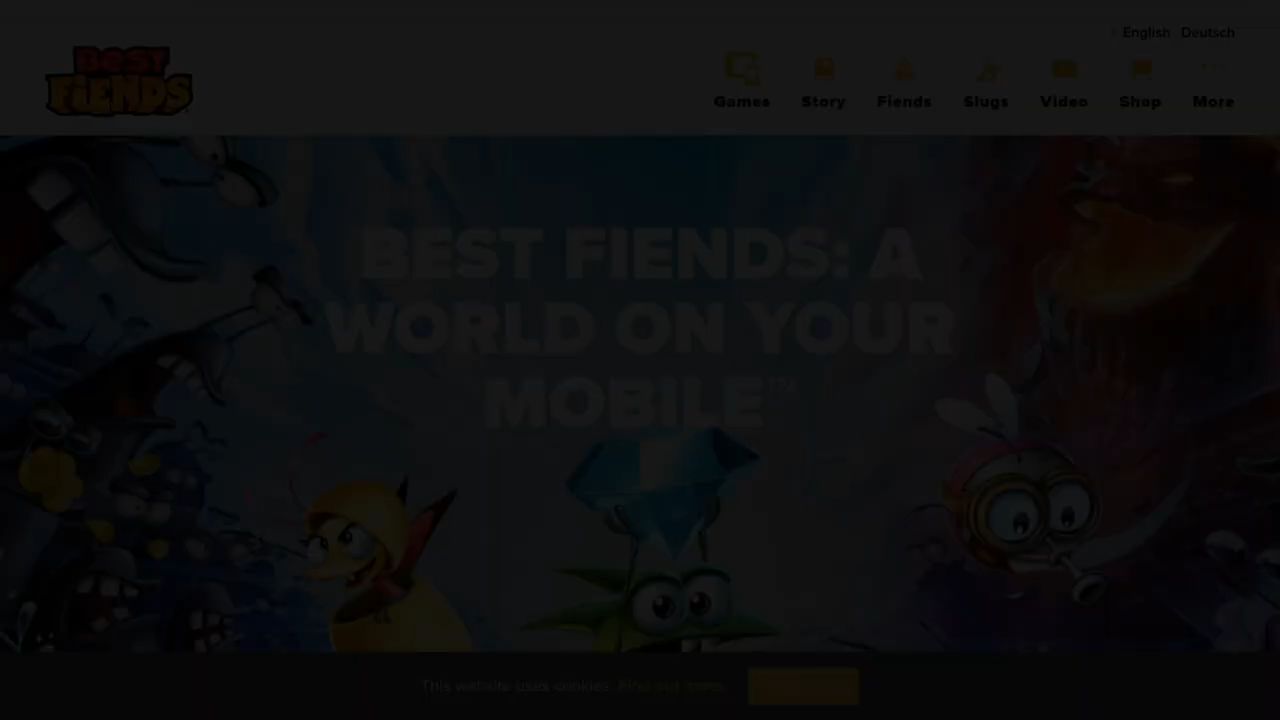 English Deutsch
BEST
FIENDS
Games Story Fiends Slugs Video Shop More
BEST FIENDS: A
WORLD ON YOUR
MOBILE™
This website uses cookies. Find out more.